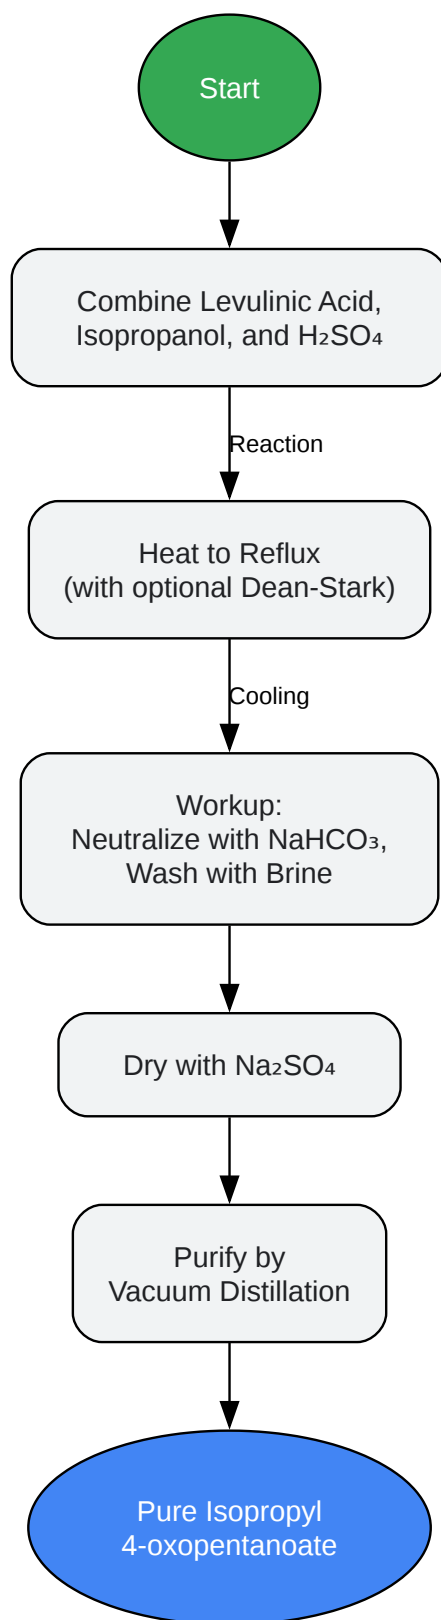 Start
Combine Levulinic Acid,
Isopropanol, and H₂SO₄
Reaction
Heat to Reflux
(with optional Dean-Stark)
Cooling
Workup:
Neutralize with NaHCO₃,
Wash with Brine
Dry with Na₂SO₄
Purify by
Vacuum Distillation
Pure Isopropyl
4-oxopentanoate